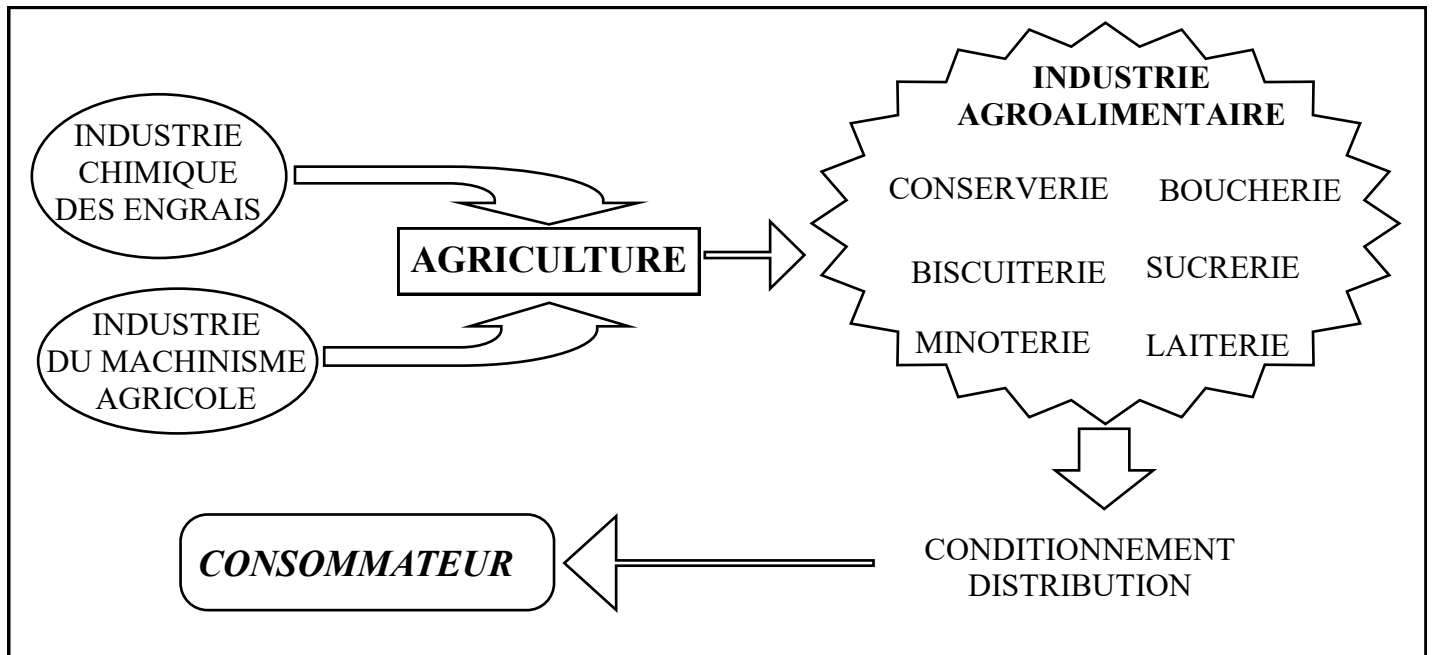 INDUSTRIE
CHIMIQUE
DES ENGRAIS
INDUSTRIE
DU MACHINISME
AGRICOLE
AGRICULTURE
INDUSTRIE
AGROALIMENTAIRE
CONSERVERIE BOUCHERIE
BISCUITERIE SUCRERIE
MINOTERIE LAITERIE
CONDITIONNEMENT
DISTRIBUTION
CONSOMMATEUR